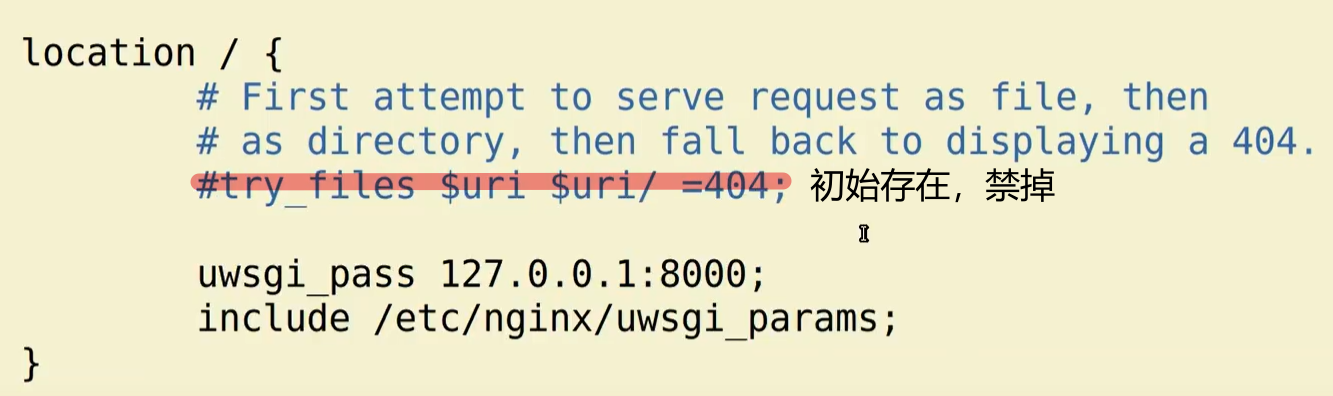 location / {
# First attempt to serve request as file, then
# as directory, then fall back to displaying a 404.
#try_files $uri $uri/ =404; 初始存在，禁掉
uwsgi_pass 127.0.0.1:8000;
include /etc/nginx/uwsgi_params;
}